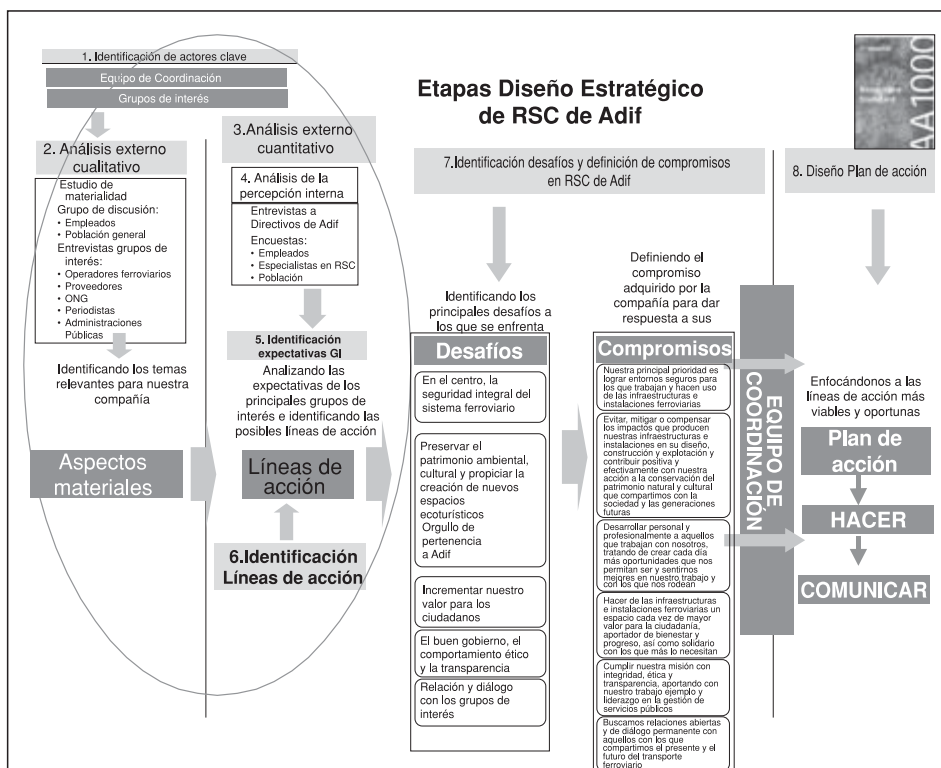 1. Identificación de actores clave
Equipo de Coordinación
Grupos de interés
2. Análisis externo
cualitativo
Estudio de
materialidad
Grupo de discusión:
• Empleados
• Población general
Entrevistas grupos de
interés:
• Operadores ferroviarios
• Proveedores
• ONG
• Periodistas
• Administraciones
Públicas
Identificando los temas
relevantes para nuestra
compañía
Aspectos
materiales
3.Análisis externo
cuantitativo
4. Análisis de la
percepción interna
Entrevistas a
Directivos de Adif
Encuestas:
• Empleados
• Especialistas en RSC
• Población
5. Identificación
expectativas GI
Analizando las
expectativas de los
principales grupos de
interés e identificando las
posibles líneas de acción
Líneas de
acción
6.Identificación
Líneas de acción
Etapas Diseño Estratégico
de RSC de Adif
7.Identificación desafíos y definición de compromisos
en RSC de Adif
Identificando los
principales desafíos a
los que se enfrenta
Desafíos
En el centro, la
seguridad integral del
sistema ferroviario
Preservar el
patrimonio ambiental,
cultural y propiciar la
creación de nuevos
espacios
ecoturísticos
Orgullo de
pertenencia
a Adif
Incrementar nuestro
valor para los
ciudadanos
El buen gobierno, el
comportamiento ético
y la transparencia
Relación y diálogo
con los grupos de
interés
Definiendo el
compromiso
adquirido por la
compañía para dar
respuesta a sus
Compromisos
Nuestra principal prioridad es
lograr entornos seguros para
los que trabajan y hacen uso
de las infraestructuras e
instalaciones ferroviarias
Evitar, mitigar o compensar
los impactos que producen
nuestras infraestructuras e
instalaciones en su diseño,
construcción y explotación y
contribuir positiva y
efectivamente con nuestra
acción a la conservación del
patrimonio natural y cultural
que compartimos con la
sociedad y las generaciones
futuras
Desarrollar personal y
profesionalmente a aquellos
que trabajan con nosotros,
tratando de crear cada día
más oportunidades que nos
permitan ser y sentirnos
mejores en nuestro trabajo y
con los que nos rodean
Hacer de las infraestructuras
e instalaciones ferroviarias un
espacio cada vez de mayor
valor para la ciudadanía,
aportador de bienestar y
progreso, así como solidario
con los que más lo necesitan
Cumplir nuestra misión con
integridad, ética y
transparencia, aportando con
nuestro trabajo ejemplo y
liderazgo en la gestión de
servicios públicos
Buscamos relaciones abiertas
y de diálogo permanente con
aquellos con los que
compartimos el presente y el
futuro del transporte
ferroviario
EQUIPO DE
COORDINACIÓN
AA1000
8. Diseño Plan de acción
Enfocándonos a las
líneas de acción más
viables y oportunas
Plan de
acción
HACER
COMUNICAR